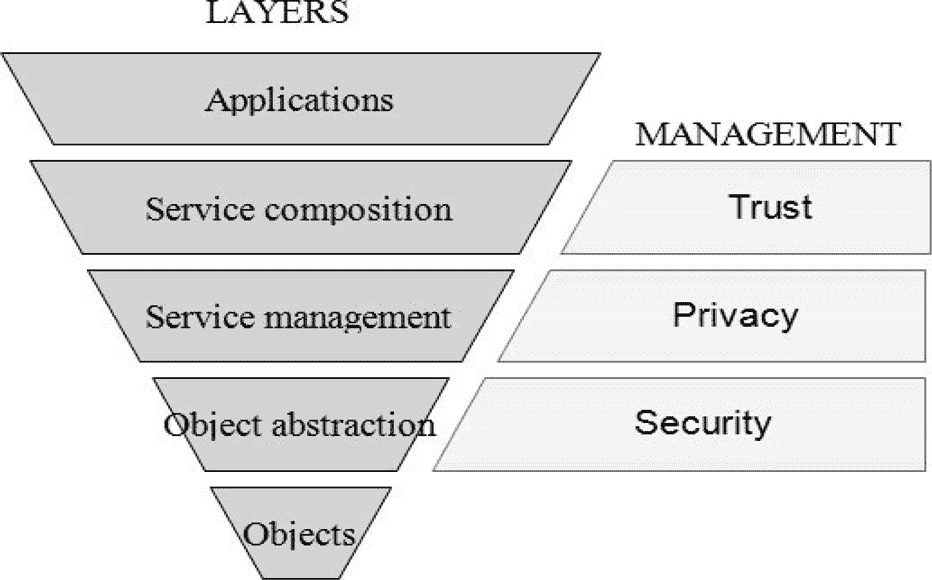 LAYERS
Applications
MANAGEMENT
Service composition
Trust
Service management
Privacy
Object abstraction
Security
Objects